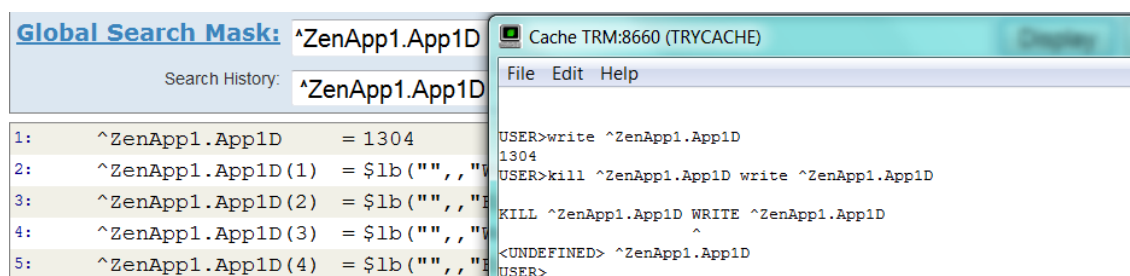 Global Search Mask: ^ZenApp1.App1D
Search History: ^ZenApp1.App1D
1: ^ZenApp1.App1D = 1304
2: ^ZenApp1.App1D(1) = $lb("",,"
3: ^ZenApp1.App1D(2) = $lb("",,"
4: ^ZenApp1.App1D(3) = $lb("",,"
5: ^ZenApp1.App1D(4) = $lb("",,"
Cache TRM:8660 (TRYCACHE)
File Edit Help
USER>write ^ZenApp1.App1D
1304
USER>kill ^ZenApp1.App1D write ^ZenApp1.App1D
KILL ^ZenApp1.App1D WRITE ^ZenApp1.App1D
^
<UNDEFINED> ^ZenApp1.App1D
USER>